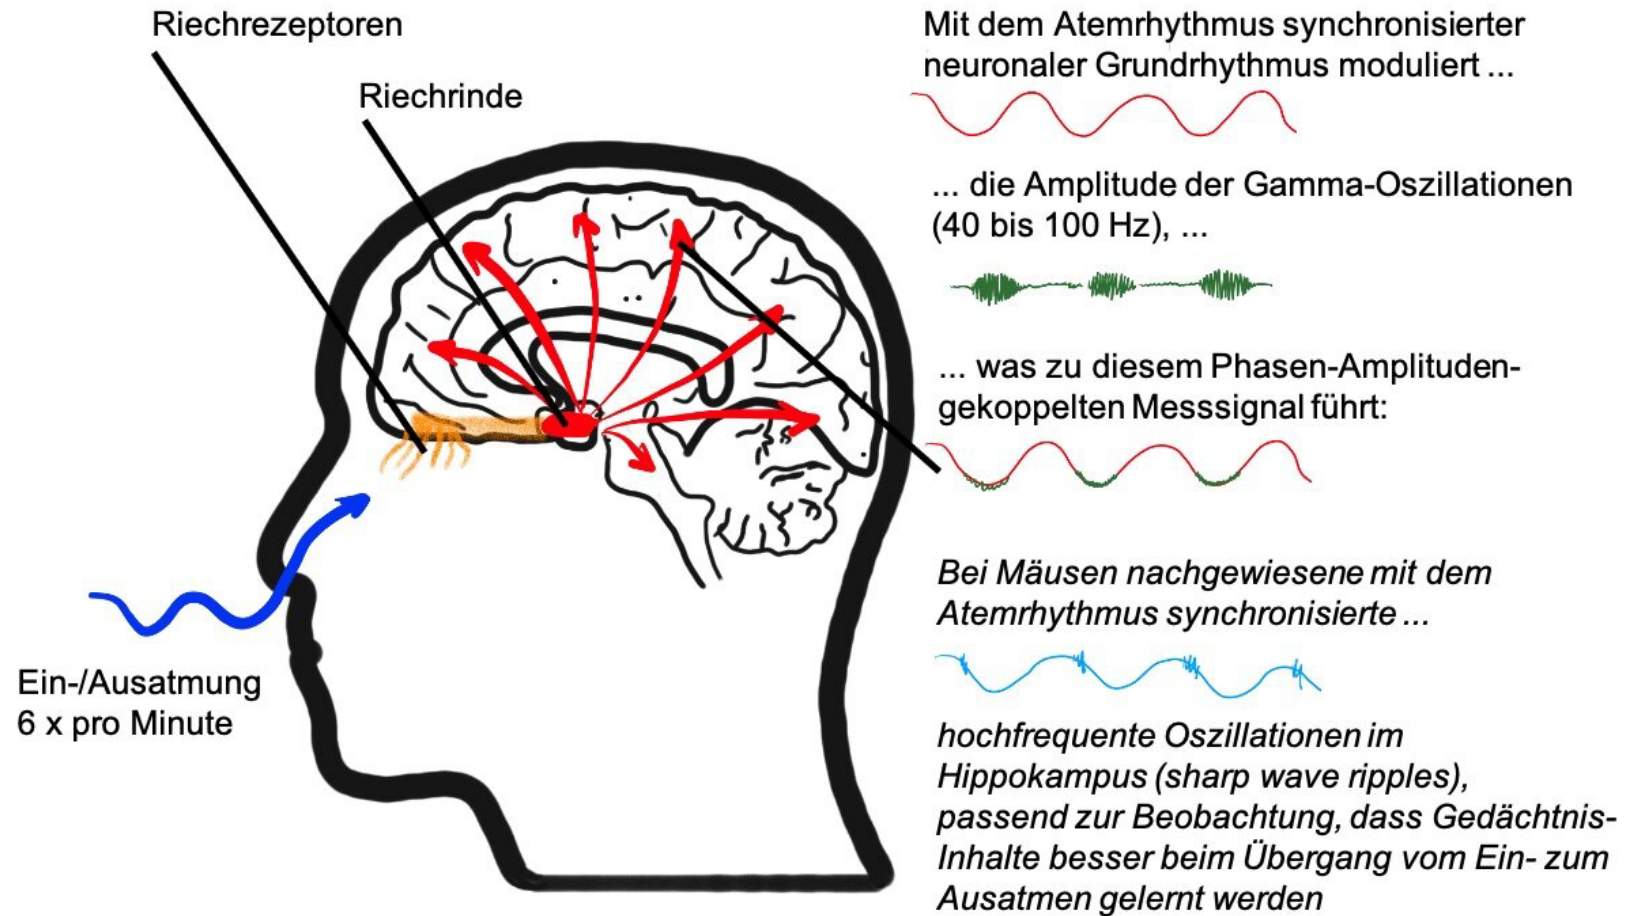 Riechrezeptoren
Riechrinde
Ein-/Ausatmung
6 x pro Minute
Mit dem Atemrhythmus synchronisierter
neuronaler Grundrhythmus moduliert ...
... die Amplitude der Gamma-Oszillationen
(40 bis 100 Hz), ...
... was zu diesem Phasen-Amplituden-
gekoppelten Messsignal führt:
Bei Mäusen nachgewiesene mit dem
Atemrhythmus synchronisierte ...
hochfrequente Oszillationen im
Hippokampus (sharp wave ripples),
passend zur Beobachtung, dass Gedächtnis-
Inhalte besser beim Übergang vom Ein- zum
Ausatmen gelernt werden